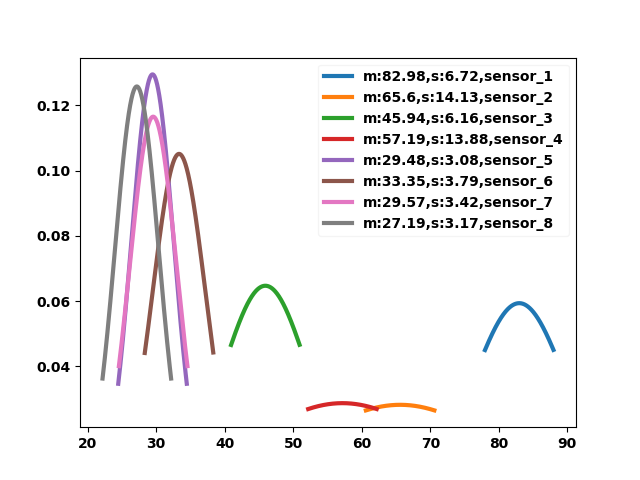 m:82.98,s:6.72,sensor_1
m:65.6,s:14.13,sensor_2
m:45.94,s:6.16,sensor_3
m:57.19,s:13.88,sensor_4
m:29.48,s:3.08,sensor_5
m:33.35,s:3.79,sensor_6
m:29.57,s:3.42,sensor_7
m:27.19,s:3.17,sensor_8
0.12
0.10
0.08
0.06
0.04
20 30 40 50 60 70 80 90